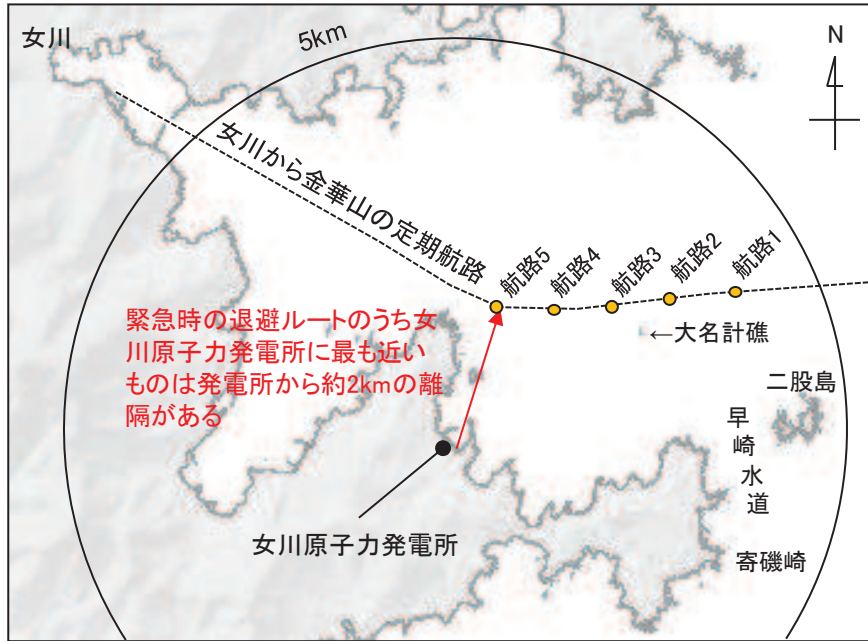 女川
5km
N
女川から金華山の定期航路
航路5
航路4
航路3
航路2
航路1
緊急時の退避ルートのうち女
川原子力発電所に最も近い
ものは発電所から約2kmの離
隔がある
←大名計礁
二股島
早崎水道
女川原子力発電所
寄磯崎